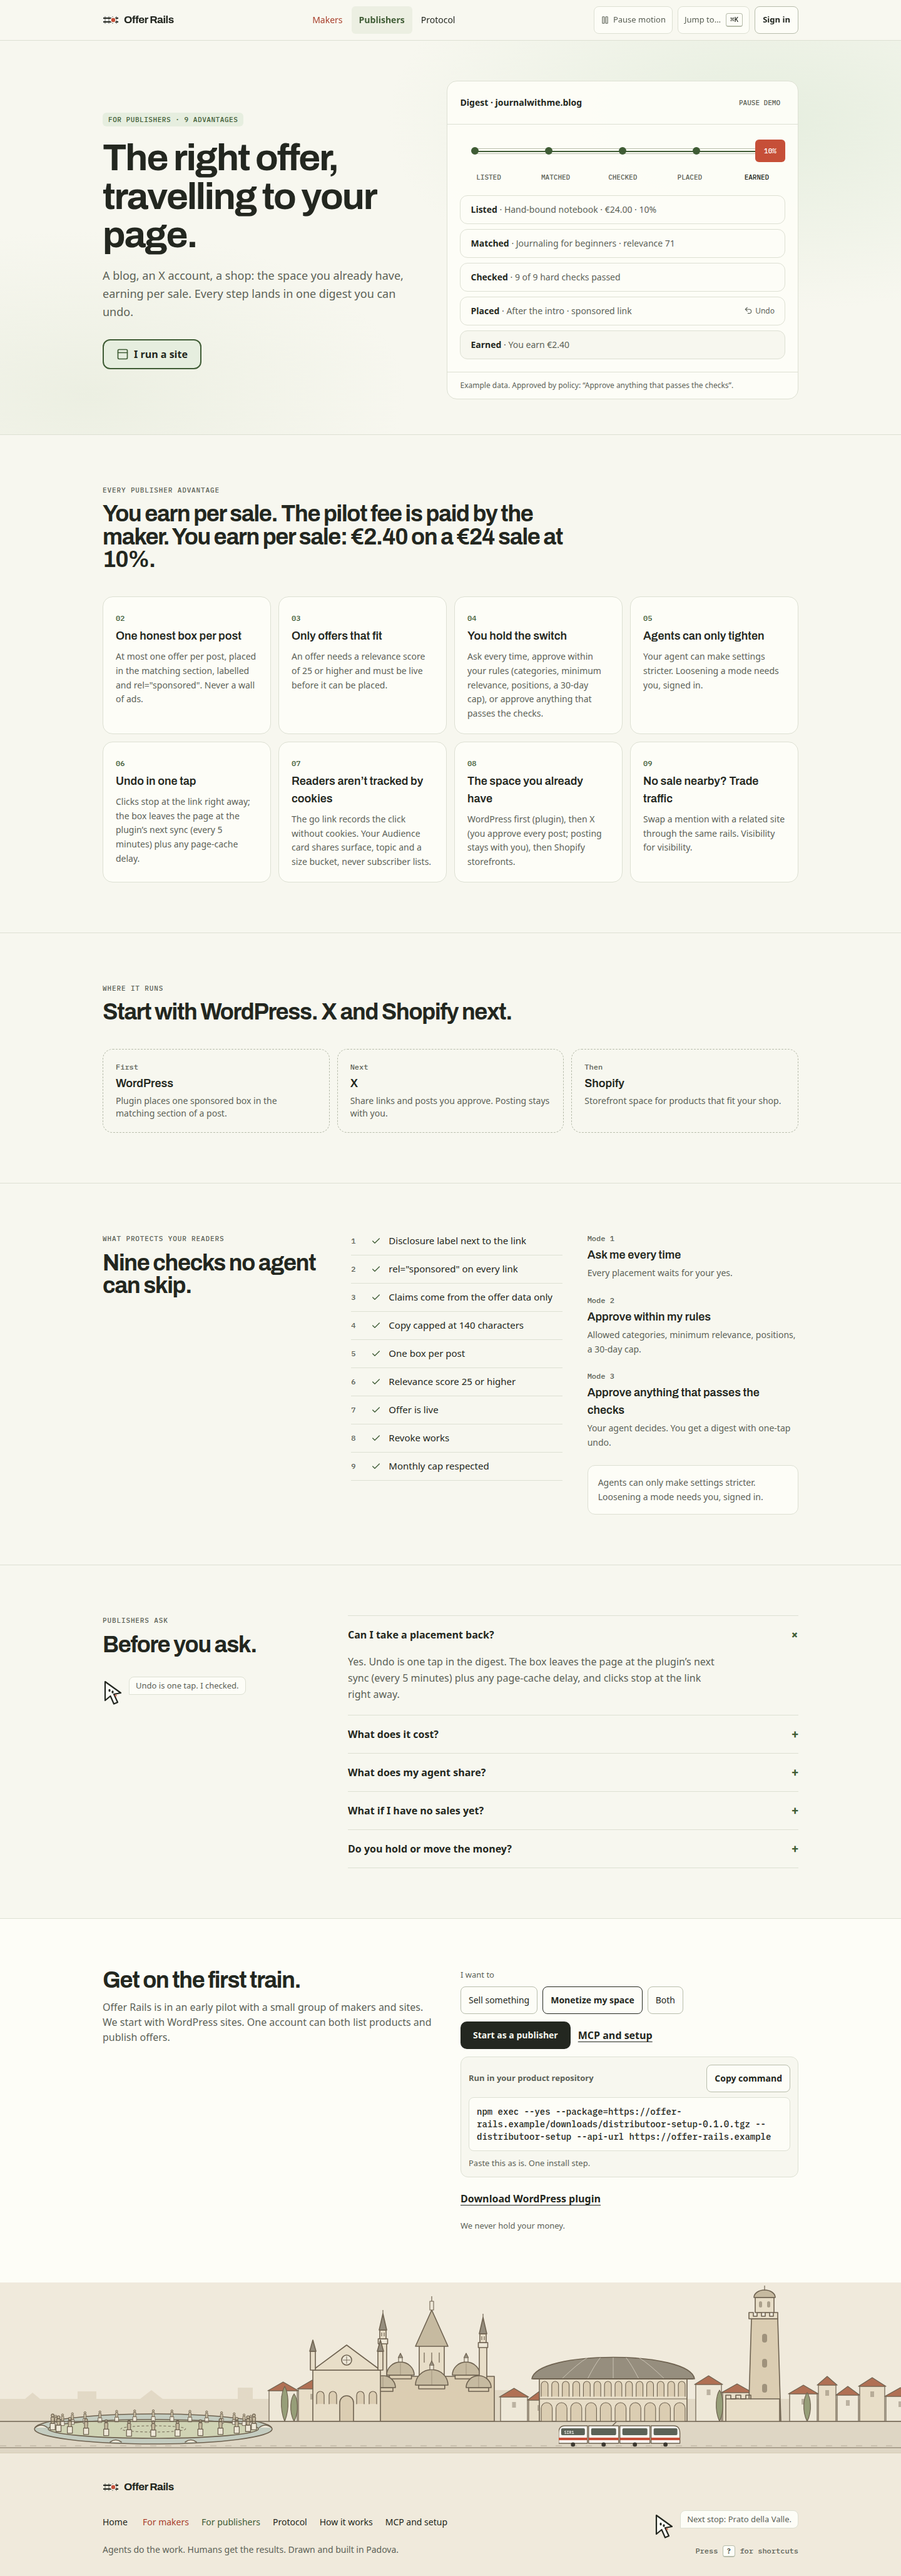 Offer Rails
Makers
Publishers
Protocol
Pause motion
Jump to...
⌘K
Sign in
FOR PUBLISHERS · 9 ADVANTAGES
The right offer,
travelling to your
page.
A blog, an X account, a shop: the space you already have,
earning per sale. Every step lands in one digest you can
undo.
I run a site
Digest · journalwithme.blog
PAUSE DEMO
10%
LISTED
MATCHED
CHECKED
PLACED
EARNED
Listed · Hand-bound notebook · €24.00 · 10%
Matched · Journaling for beginners · relevance 71
Checked · 9 of 9 hard checks passed
Placed · After the intro · sponsored link
Undo
Earned · You earn €2.40
Example data. Approved by policy: “Approve anything that passes the checks”.
EVERY PUBLISHER ADVANTAGE
You earn per sale. The pilot fee is paid by the
maker. You earn per sale: €2.40 on a €24 sale at
10%.
02
One honest box per post
At most one offer per post, placed
in the matching section, labelled
and rel="sponsored". Never a wall
of ads.
03
Only offers that fit
An offer needs a relevance score
of 25 or higher and must be live
before it can be placed.
04
You hold the switch
Ask every time, approve within
your rules (categories, minimum
relevance, positions, a 30-day
cap), or approve anything that
passes the checks.
05
Agents can only tighten
Your agent can make settings
stricter. Loosening a mode needs
you, signed in.
06
Undo in one tap
Clicks stop at the link right away;
the box leaves the page at the
plugin’s next sync (every 5
minutes) plus any page-cache
delay.
07
Readers aren’t tracked by
cookies
The go link records the click
without cookies. Your Audience
card shares surface, topic and a
size bucket, never subscriber lists.
08
The space you already
have
WordPress first (plugin), then X
(you approve every post; posting
stays with you), then Shopify
storefronts.
09
No sale nearby? Trade
traffic
Swap a mention with a related site
through the same rails. Visibility
for visibility.
WHERE IT RUNS
Start with WordPress. X and Shopify next.
First
WordPress
Plugin places one sponsored box in the
matching section of a post.
Next
X
Share links and posts you approve. Posting stays
with you.
Then
Shopify
Storefront space for products that fit your shop.
WHAT PROTECTS YOUR READERS
Nine checks no agent
can skip.
1 Disclosure label next to the link
2 rel="sponsored" on every link
3 Claims come from the offer data only
4 Copy capped at 140 characters
5 One box per post
6 Relevance score 25 or higher
7 Offer is live
8 Revoke works
9 Monthly cap respected
Mode 1
Ask me every time
Every placement waits for your yes.
Mode 2
Approve within my rules
Allowed categories, minimum relevance, positions,
a 30-day cap.
Mode 3
Approve anything that passes the
checks
Your agent decides. You get a digest with one-tap
undo.
Agents can only make settings stricter.
Loosening a mode needs you, signed in.
PUBLISHERS ASK
Before you ask.
Undo is one tap. I checked.
Can I take a placement back?
Yes. Undo is one tap in the digest. The box leaves the page at the plugin’s next
sync (every 5 minutes) plus any page-cache delay, and clicks stop at the link
right away.
What does it cost?
What does my agent share?
What if I have no sales yet?
Do you hold or move the money?
Get on the first train.
Offer Rails is in an early pilot with a small group of makers and sites.
We start with WordPress sites. One account can both list products and
publish offers.
I want to
Sell something
Monetize my space
Both
Start as a publisher
MCP and setup
Run in your product repository
Copy command
npm exec --yes --package=https://offer-
rails.example/downloads/distributoor-setup-0.1.0.tgz --
distributoor-setup --api-url https://offer-rails.example
Paste this as is. One install step.
Download WordPress plugin
We never hold your money.
SIR1
Offer Rails
Home
For makers
For publishers
Protocol
How it works
MCP and setup
Next stop: Prato della Valle.
Agents do the work. Humans get the results. Drawn and built in Padova.
Press ? for shortcuts